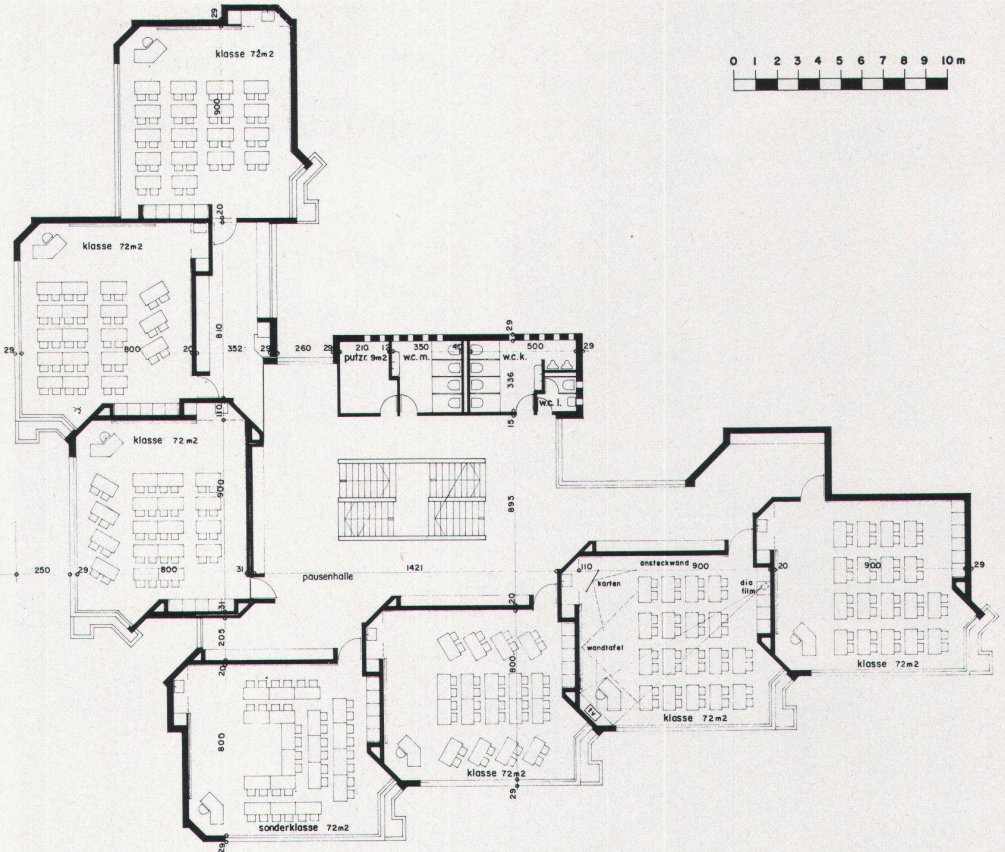 29
klasse 72m2
0 1 2 3 4 5 6 7 8 9 10 m
900
20
klasse 72m2
810
29 800 20 352 29 260 29 210 12 350 40 500 29
29
putzr. 9m2 w.c. m. w.c. k.
336
w.c. l.
15
110
klasse 72m2
900
895
250 29 800 31 1421 110 900 20 900 29
pausenhalle
ansteckwand
karten
dia
film
31
20
205
wandtafel
20
800
800
klasse 72m2
klasse 72m2
klasse 72m2
sonderklasse 72m2
29
29